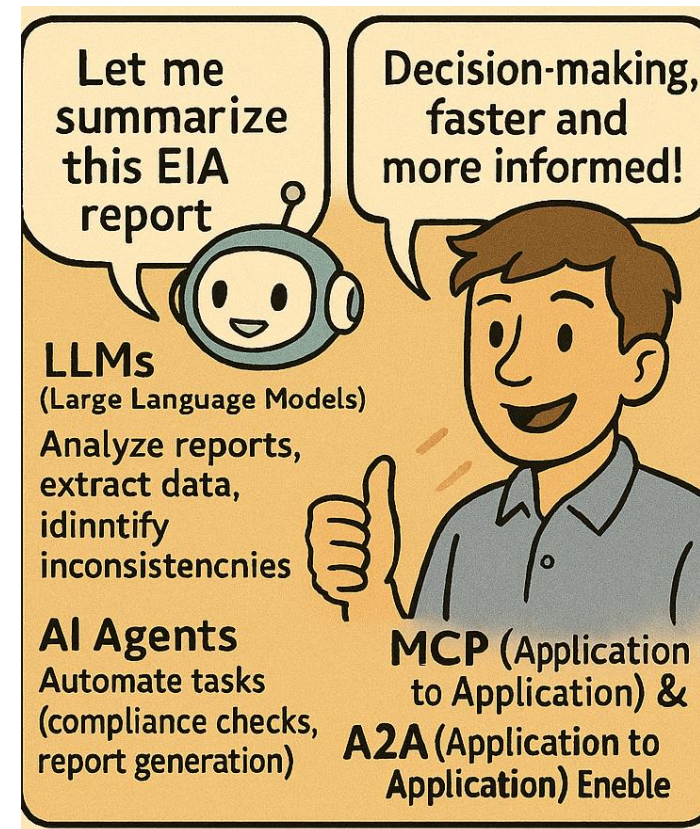 Let me
summarize
this EIA
report
Decision-making,
faster and
more informed!
LLMs
(Large Language Models)
Analyze reports,
extract data,
idinntify
inconsistencnies
AI Agents
Automate tasks
(compliance checks,
report generation)
MCP (Application
to Application) &
A2A (Application to
Application) Eneble